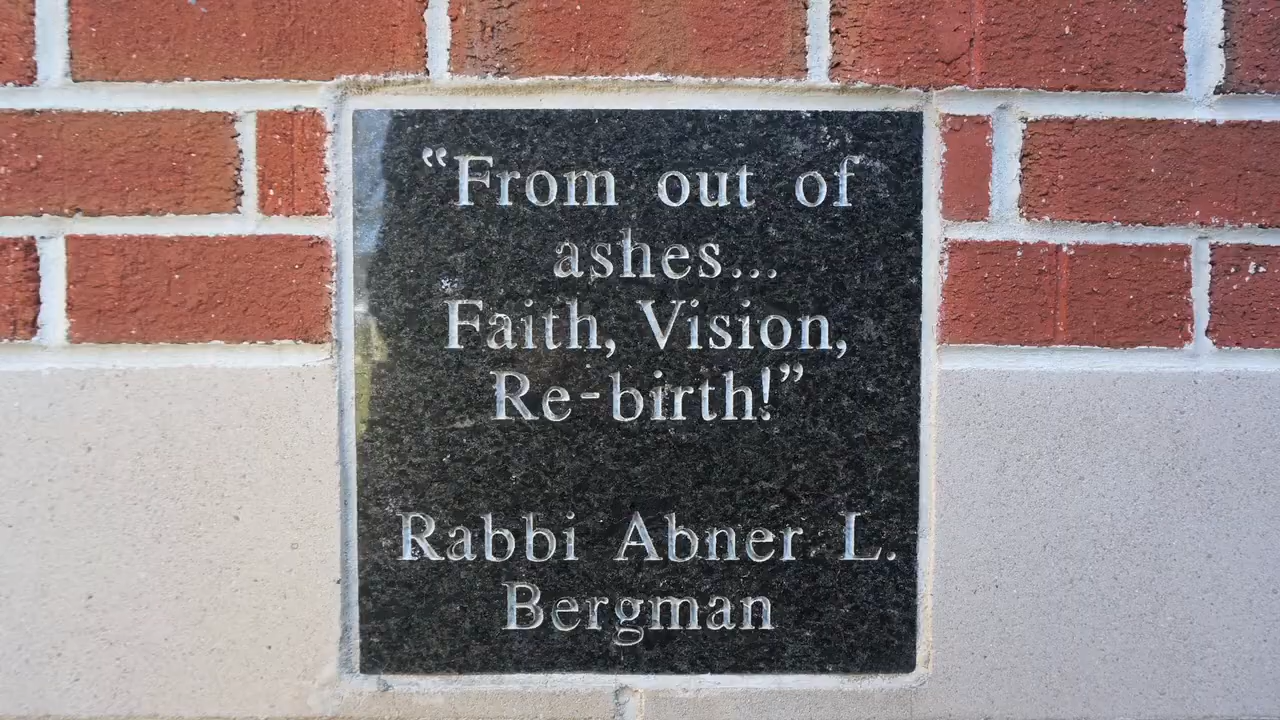 “From out of
ashes...
Faith, Vision,
Re-birth!”
Rabbi Abner L.
Bergman